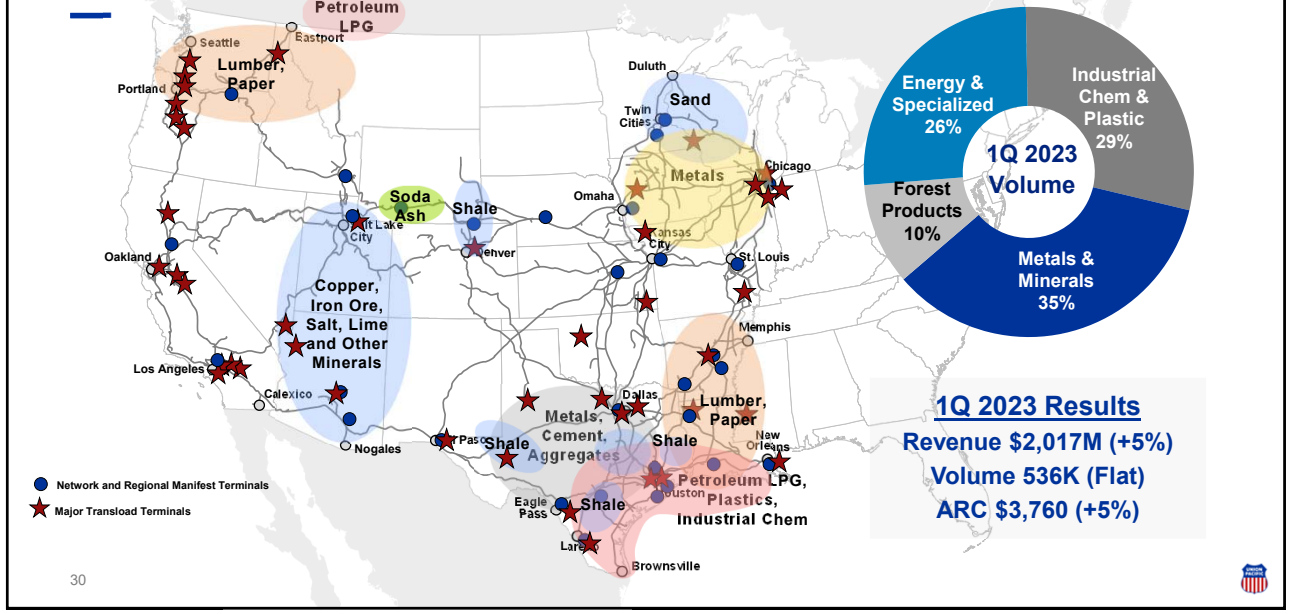 Petroleum
LPG
Seattle
Eastport
Lumber,
Paper
Portland
Duluth
Sand
Twin
Cities
Metals
Chicago
Omaha
Soda
Ash
Shale
Salt Lake
City
Denver
Kansas
City
St. Louis
Oakland
Copper,
Iron Ore,
Salt, Lime
and Other
Minerals
Memphis
Los Angeles
Calexico
Dallas
Lumber,
Paper
Metals,
Cement,
Aggregates
El Paso
Shale
Shale
New
Orleans
Nogales
Petroleum LPG,
Plastics,
Industrial Chem
Houston
Eagle
Pass
Shale
Laredo
Brownsville
Network and Regional Manifest Terminals
Major Transload Terminals
Energy &
Specialized
26%
Industrial
Chem &
Plastic
29%
1Q 2023
Volume
Forest
Products
10%
Metals &
Minerals
35%
1Q 2023 Results
Revenue $2,017M (+5%)
Volume 536K (Flat)
ARC $3,760 (+5%)
30
UNION
PACIFIC